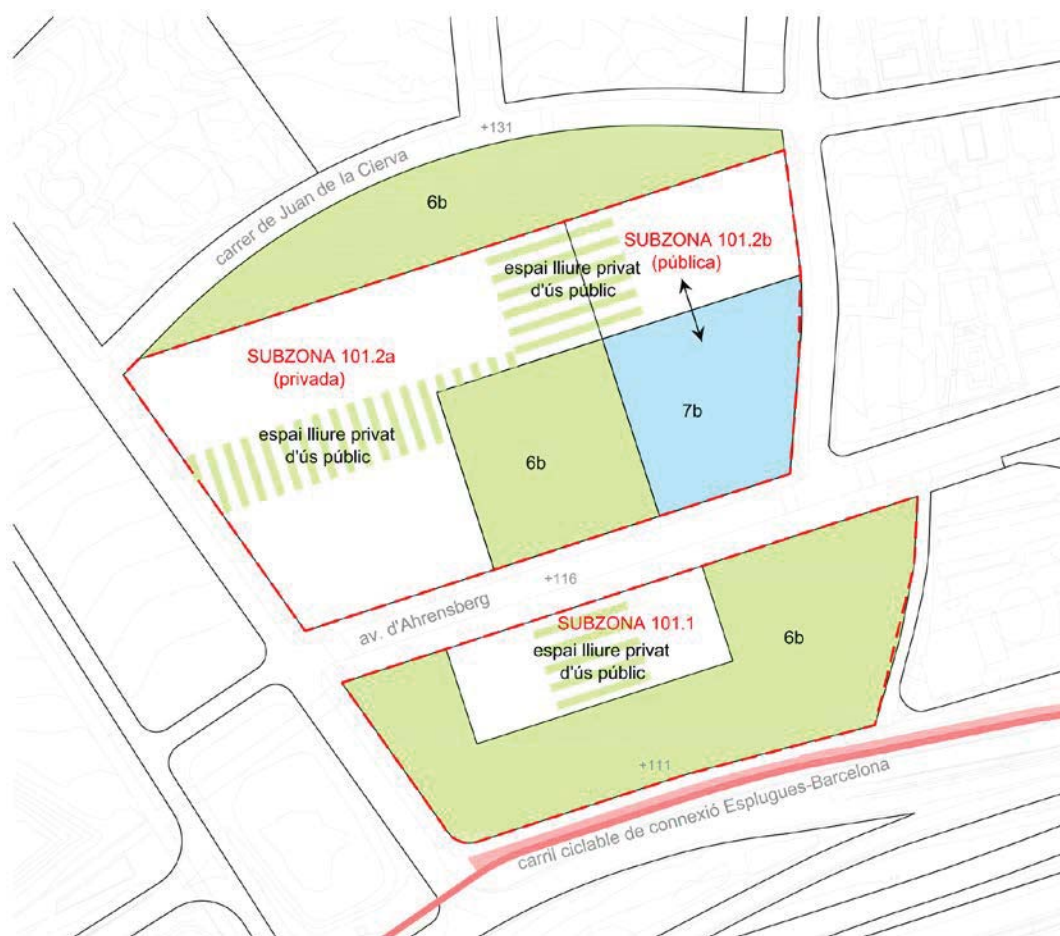 +131
carrer de Juan de la Cierva
6b
SUBZONA 101.2b
(pública)
espai lliure privat
d'ús públic
SUBZONA 101.2a
(privada)
espai lliure privat
d'ús públic
7b
6b
+116
av. d'Ahrensberg
SUBZONA 101.1
espai lliure privat
d'ús públic
6b
+111
carril ciclable de connexió Esplugues-Barcelona